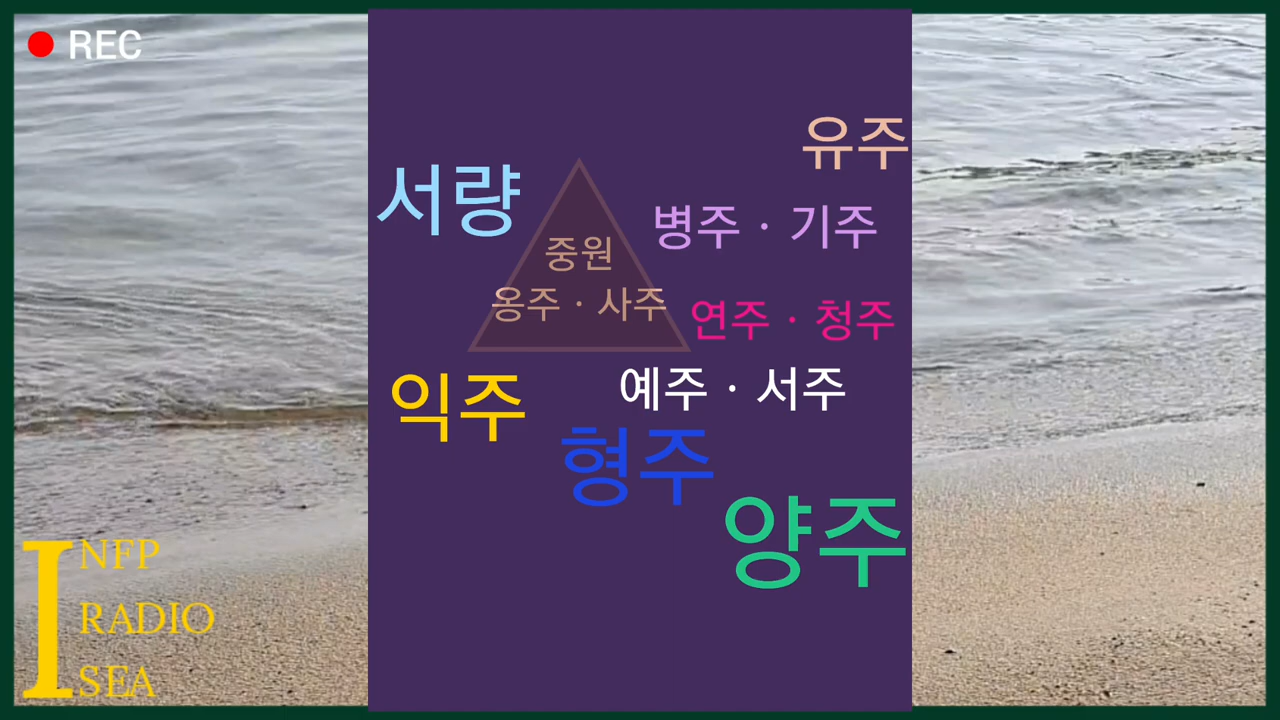 REC
유주
서량
병주 · 기주
중원
옹주 · 사주
연주 · 청주
익주
예주 · 서주
형주
양주
INFP
RADIO
SEA